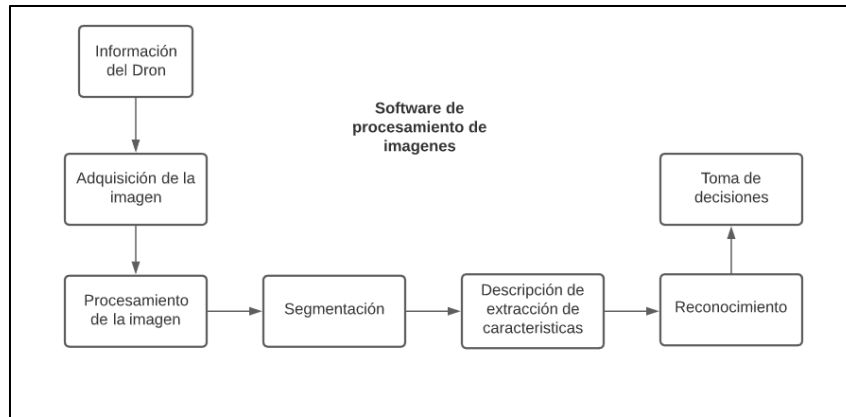 Información
del Dron
Software de
procesamiento de
imagenes
Adquisición de la
imagen
Toma de
decisiones
Procesamiento
de la imagen
Segmentación
Descripción de
extracción de
caracteristicas
Reconocimiento